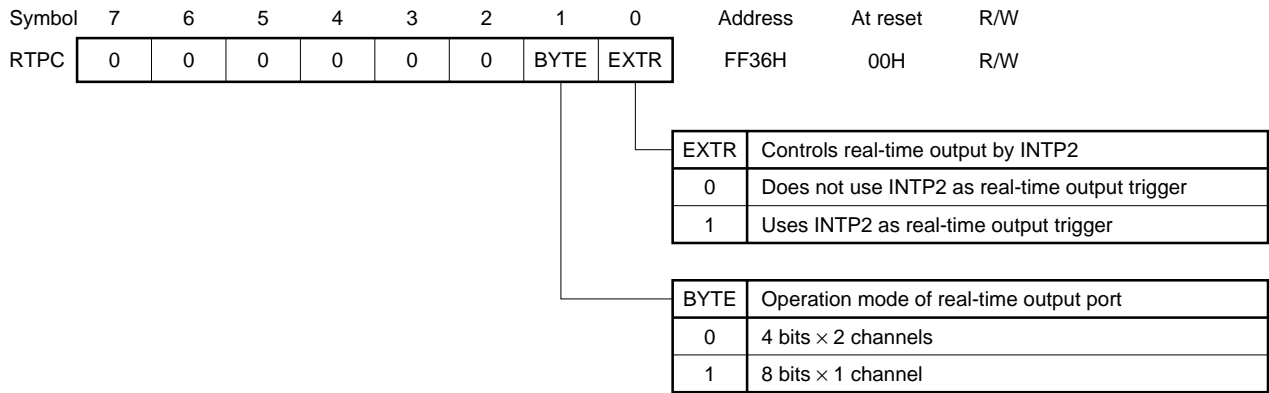 Symbol 7 6 5 4 3 2 1 0 Address At reset R/W
RTPC 0 0 0 0 0 0 BYTE EXTR FF36H 00H R/W
EXTR Controls real-time output by INTP2
0 Does not use INTP2 as real-time output trigger
1 Uses INTP2 as real-time output trigger
BYTE Operation mode of real-time output port
0 4 bits × 2 channels
1 8 bits × 1 channel